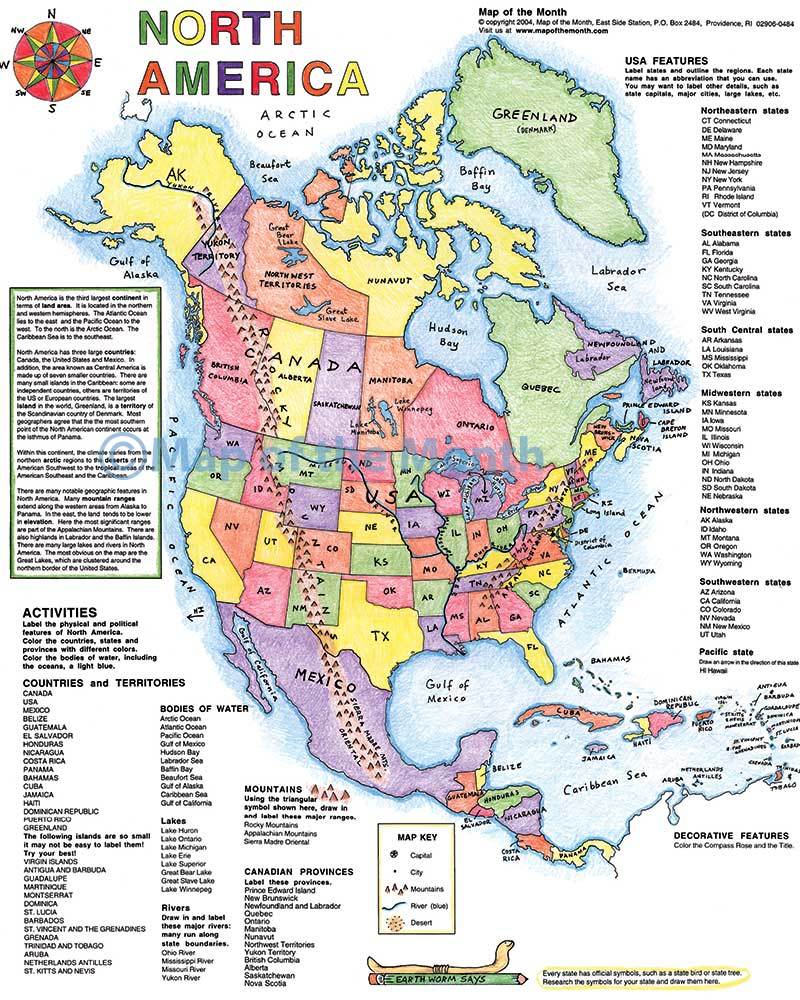 NORTH
AMERICA
N
NW
NE
W
E
SW
SE
S
Map of the Month
© copyright 2004, Map of the Month, East Side Station, P.O. Box 2484, Providence, RI 02906-0484
Visit us at www.mapofthemonth.com
USA FEATURES
Label states and outline the regions. Each state
name has an abbreviation that you can use.
You may want to label other details, such as
state capitals, major cities, large lakes, etc.
Northeastern states
CT Connecticut
DE Delaware
ME Maine
MD Maryland
MA Massachusetts
NH New Hampshire
NJ New Jersey
NY New York
PA Pennsylvania
RI Rhode Island
VT Vermont
(DC District of Columbia)
Southeastern states
AL Alabama
FL Florida
GA Georgia
KY Kentucky
NC North Carolina
SC South Carolina
TN Tennessee
VA Virginia
WV West Virginia
South Central states
AR Arkansas
LA Louisiana
MS Mississippi
OK Oklahoma
TX Texas
Midwestern states
KS Kansas
MN Minnesota
IA Iowa
MO Missouri
IL Illinois
WI Wisconsin
MI Michigan
OH Ohio
IN Indiana
ND North Dakota
SD South Dakota
NE Nebraska
Northwestern states
AK Alaska
ID Idaho
MT Montana
OR Oregon
WA Washington
WY Wyoming
Southwestern states
AZ Arizona
CA California
CO Colorado
NV Nevada
NM New Mexico
UT Utah
Pacific state
Draw an arrow in the direction of this state
HI Hawaii
ARCTIC
OCEAN
Beaufort
Sea
GREENLAND
(DENMARK)
Baffin
Bay
Labrador
Sea
Gulf of
Alaska
AK
YUKON
YUKON
TERRITORY
Great
Bear
Lake
NORTHWEST
TERRITORIES
Great
Slave Lake
NUNAVUT
Hudson
Bay
CANADA
ROCKY
MOUNTAINS
BRITISH
COLUMBIA
ALBERTA
SASKATCHEWAN
MANITOBA
Lake
Winnepeg
Lake
Manitoba
ONTARIO
QUEBEC
NEWFOUNDLAND
AND
LABRADOR
Labrador
Newfoundland
PRINCE EDWARD
ISLAND
CAPE
BRETON
ISLAND
NOVA
SCOTIA
NEW
BRUNSWICK
©Map of the Month
North America is the third largest continent in
terms of land area. It is located in the northern
and western hemispheres. The Atlantic Ocean
lies to the east and the Pacific Ocean to the
west. To the north is the Arctic Ocean. The
Caribbean Sea is to the southeast.
North America has three large countries:
Canada, the United States and Mexico. In
addition, the area known as Central America is
made up of seven smaller countries. There are
many small islands in the Caribbean: some are
independent countries, others are territories of
the US or European countries. The largest
island in the world, Greenland, is a territory of
the Scandinavian country of Denmark. Most
geographers agree that the the most southern
point of the North American continent occurs at
the isthmus of Panama.
Within this continent, the climate varies from the
northern arctic regions to the deserts of the
American Southwest to the tropical areas of the
American Southeast and the Caribbean.
There are many notable geographic features in
North America. Many mountain ranges
extend along the western areas from Alaska to
Panama. In the east, the land tends to be lower
in elevation. Here the most significant ranges
are part of the Appalachian Mountains. There are
also highlands in Labrador and the Baffin Islands.
There are many large lakes and rivers in North
America. The most obvious on the map are the
Great Lakes, which are clustered around the
northern border of the United States.
PACIFIC OCEAN
ATLANTIC OCEAN
WA
OR
ID
MT
ND
SD
MN
WI
USA
WY
NE
IA
CA
NV
UT
CO
KS
MO
IL
IN
OH
MI
PA
NY
VT
ME
RI
Long Island
DE
District of
Columbia
VA
KY
TN
NC
SC
AZ
NM
OK
AR
TX
LA
MS
AL
GA
FL
HI
BERMUDA
Gulf of California
MEXICO
SIERRA MADRE MTS.
ORIENTAL
Gulf of
Mexico
BAHAMAS
CUBA
JAMAICA
HAITI
DOMINICAN
REPUBLIC
PUERTO
RICO
ANTIGUA
BARBUDA
GUADALUPE
DOMINICA
MARTINIQUE
GRENADA
TRINIDAD
TOBAGO
NETHERLANDS
ANTILLES
ARUBA
Caribbean Sea
BELIZE
GUATEMALA
HONDURAS
EL
SALVADOR
NICARAGUA
COSTA
RICA
PANAMA
ACTIVITIES
Label the physical and political
features of North America.
Color the countries, states and
provinces with different colors.
Color the bodies of water, including
the oceans, a light blue.
COUNTRIES and TERRITORIES
CANADA
USA
MEXICO
BELIZE
GUATEMALA
EL SALVADOR
HONDURAS
NICARAGUA
COSTA RICA
PANAMA
BAHAMAS
CUBA
JAMAICA
HAITI
DOMINICAN REPUBLIC
PUERTO RICO
GREENLAND
The following islands are so small
it may not be easy to label them!
Try your best!
VIRGIN ISLANDS
ANTIGUA AND BARBUDA
GUADALUPE
MARTINIQUE
MONTSERRAT
DOMINICA
ST. LUCIA
BARBADOS
ST. VINCENT AND THE GRENADINES
GRENADA
TRINIDAD AND TOBAGO
ARUBA
NETHERLANDS ANTILLES
ST. KITTS AND NEVIS
BODIES OF WATER
Arctic Ocean
Atlantic Ocean
Pacific Ocean
Gulf of Mexico
Hudson Bay
Labrador Sea
Baffin Bay
Beaufort Sea
Gulf of Alaska
Caribbean Sea
Gulf of California
Lakes
Lake Huron
Lake Ontario
Lake Michigan
Lake Erie
Lake Superior
Great Bear Lake
Great Slave Lake
Lake Winnepeg
Rivers
Draw in and label
these major rivers:
many run along
state boundaries.
Ohio River
Mississippi River
Missouri River
Yukon River
MOUNTAINS
Using the triangular
symbol shown here, draw in
and label these major ranges.
Rocky Mountains
Appalachian Mountains
Sierra Madre Oriental
CANADIAN PROVINCES
Label these provinces.
Prince Edward Island
New Brunswick
Newfoundland and Labrador
Quebec
Ontario
Manitoba
Nunavut
Northwest Territories
Yukon Territory
British Columbia
Alberta
Saskatchewan
Nova Scotia
MAP KEY
Capital
City
Mountains
River (blue)
Desert
DECORATIVE FEATURES
Color the Compass Rose and the Title.
EARTH WORM SAYS
Every state has official symbols, such as a state bird or state tree.
Research the symbols for your state and draw them here.